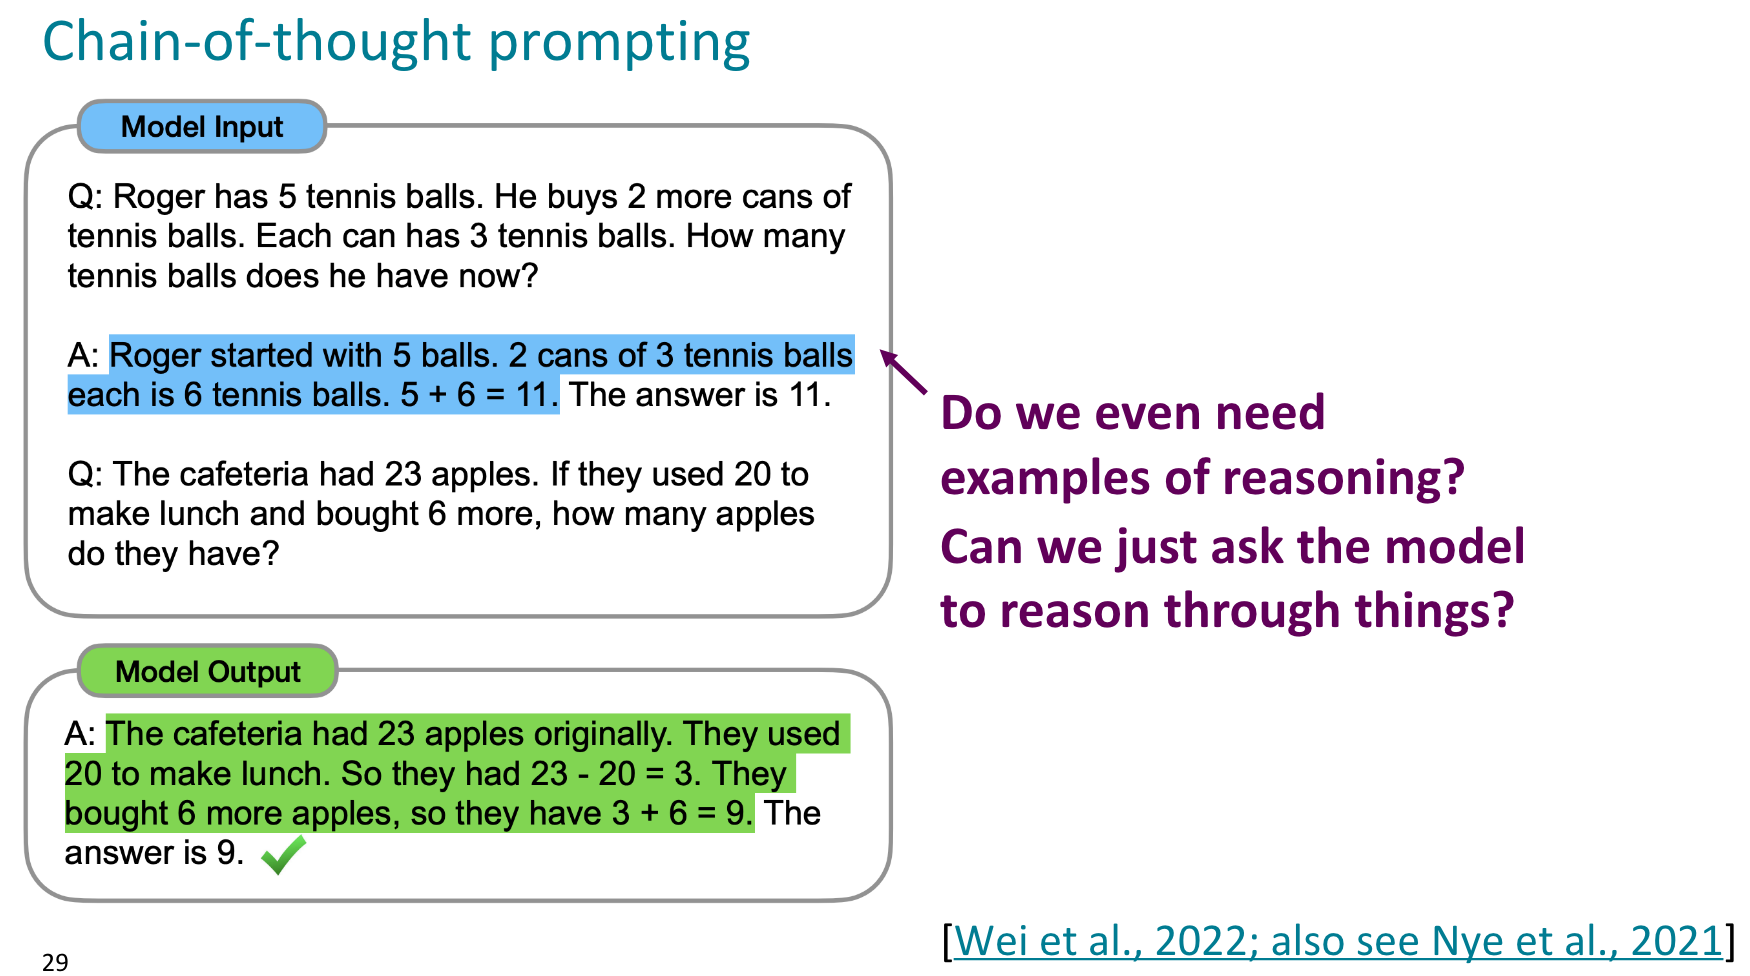 Chain-of-thought prompting
Model Input
Q: Roger has 5 tennis balls. He buys 2 more cans of
tennis balls. Each can has 3 tennis balls. How many
tennis balls does he have now?
A: Roger started with 5 balls. 2 cans of 3 tennis balls
each is 6 tennis balls. 5 + 6 = 11. The answer is 11.
Q: The cafeteria had 23 apples. If they used 20 to
make lunch and bought 6 more, how many apples
do they have?
Do we even need
examples of reasoning?
Can we just ask the model
to reason through things?
Model Output
A: The cafeteria had 23 apples originally. They used
20 to make lunch. So they had 23 - 20 = 3. They
bought 6 more apples, so they have 3 + 6 = 9. The
answer is 9.
[Wei et al., 2022; also see Nye et al., 2021]
29